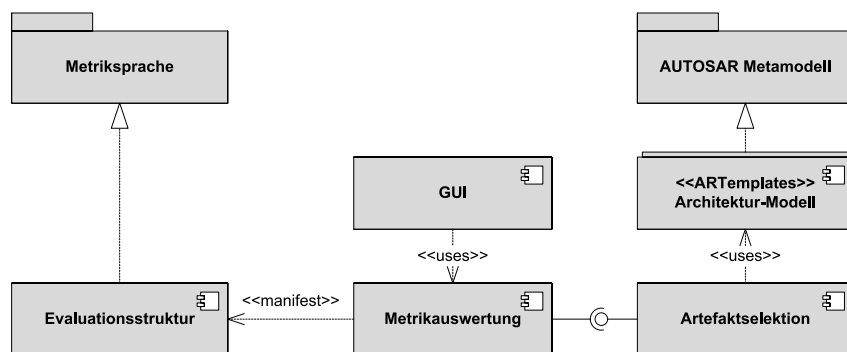 Metriksprache
AUTOSAR Metamodell
GUI
<<ARTemplates>>
Architektur-Modell
<<uses>>
<<uses>>
Evaluationsstruktur
<<manifest>>
Metrikauswertung
Artefaktselektion